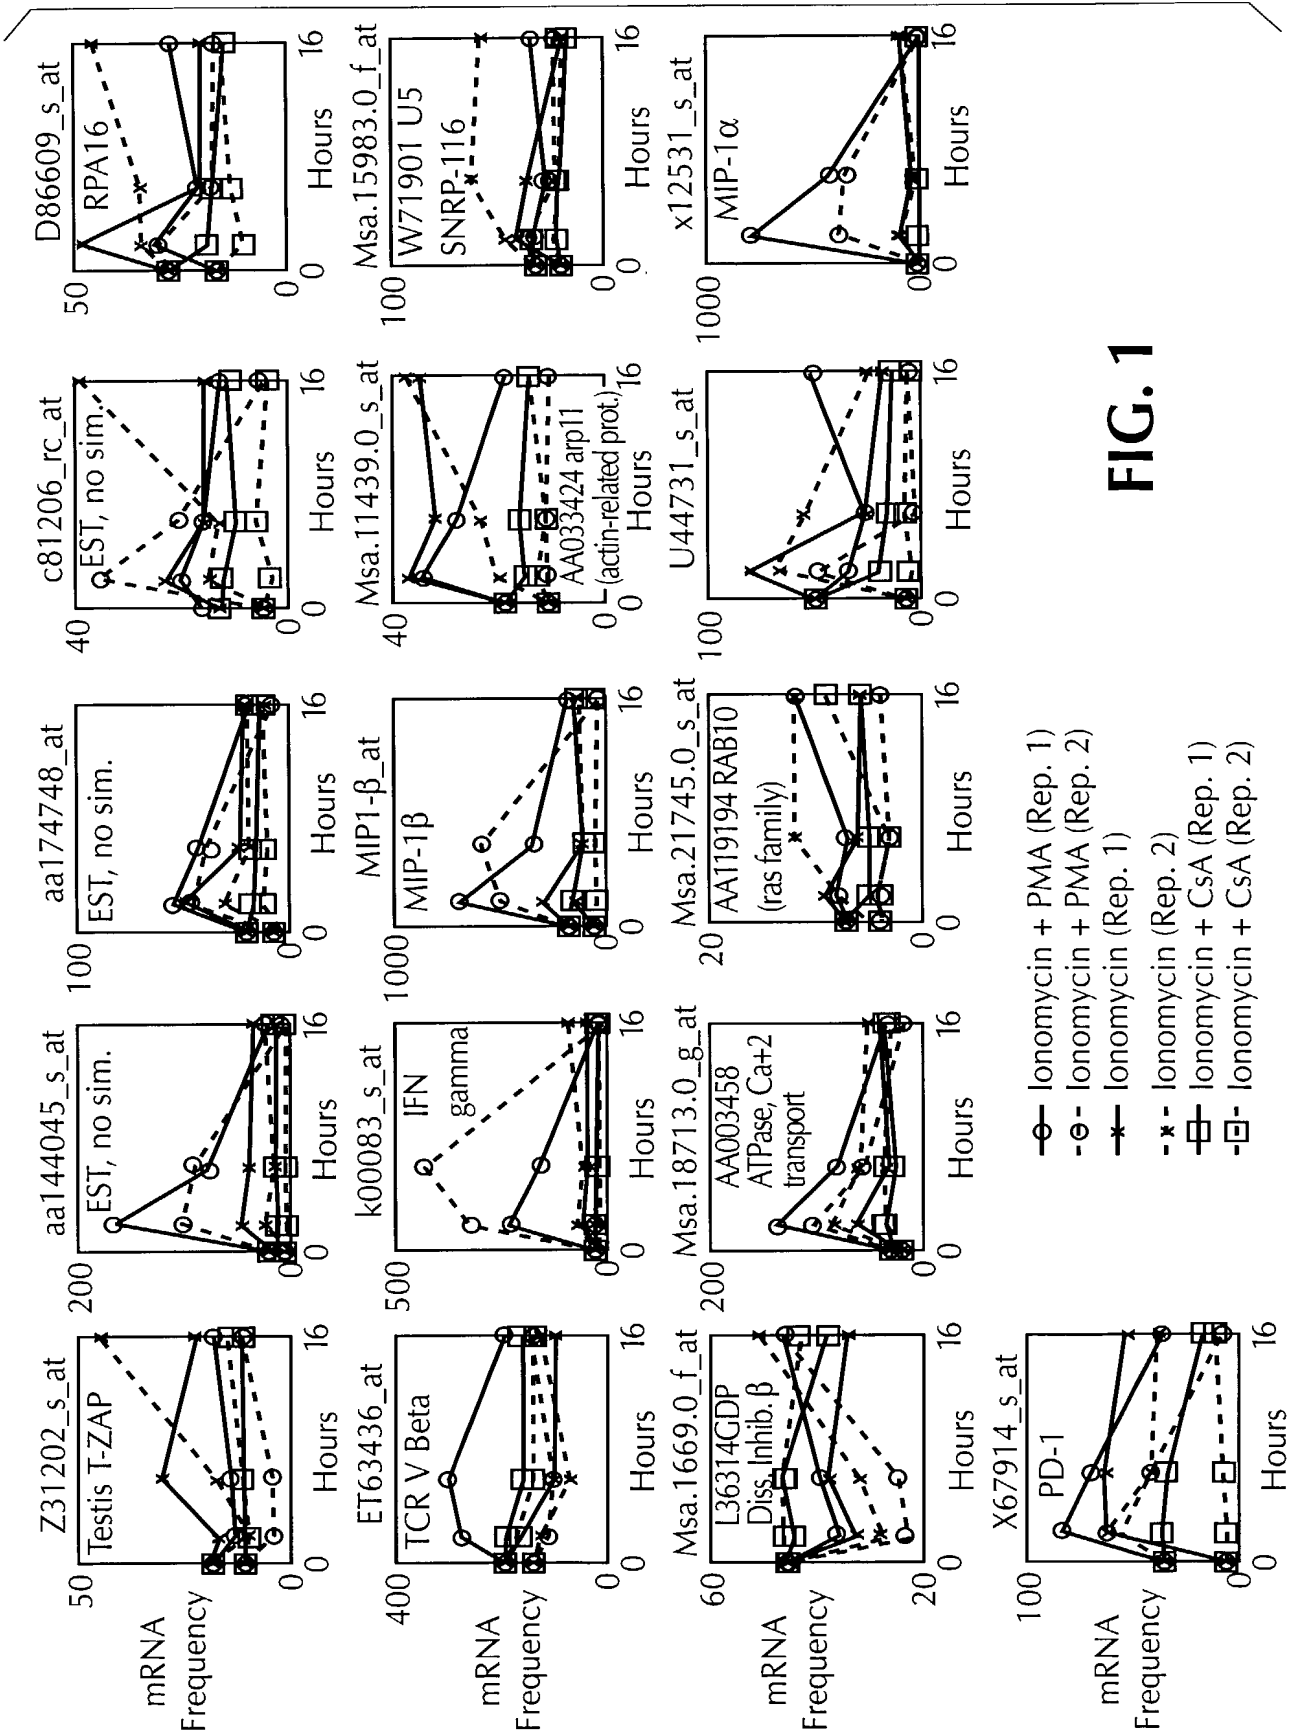 Z31202_s_at
50
Testis T-ZAP
mRNA
Frequency
0
0
16
Hours
aa144045_s_at
200
EST, no sim.
0
0
16
Hours
aa174748_at
100
EST, no sim.
0
0
16
Hours
c81206_rc_at
40
EST, no sim.
0
0
16
Hours
D86609_s_at
50
RPA16
0
0
16
Hours
ET63436_at
400
TCR V Beta
mRNA
Frequency
0
0
16
Hours
k00083_s_at
500
IFN
gamma
0
0
16
Hours
MIP1-β_at
1000
MIP-1β
0
0
16
Hours
Msa.11439.0_s_at
40
AA033424 arp11
(actin-related prot.)
0
0
16
Hours
Msa.15983.0_f_at
100
W71901 U5
SNRP-116
0
0
16
Hours
Msa.1669.0_f_at
60
L36314GDP
Diss. Inhib. β
mRNA
Frequency
20
0
16
Hours
Msa.18713.0_g_at
200
AA003458
ATPase, Ca+2
transport
0
0
16
Hours
Msa.21745.0_s_at
20
AA119194 RAB10
(ras family)
0
0
16
Hours
U44731_s_at
100
0
0
16
Hours
x12531_s_at
1000
MIP-1α
0
0
16
Hours
X67914_s_at
100
PD-1
mRNA
Frequency
0
0
16
Hours
Ionomycin + PMA (Rep. 1)
Ionomycin + PMA (Rep. 2)
Ionomycin (Rep. 1)
Ionomycin (Rep. 2)
Ionomycin + CsA (Rep. 1)
Ionomycin + CsA (Rep. 2)
FIG. 1